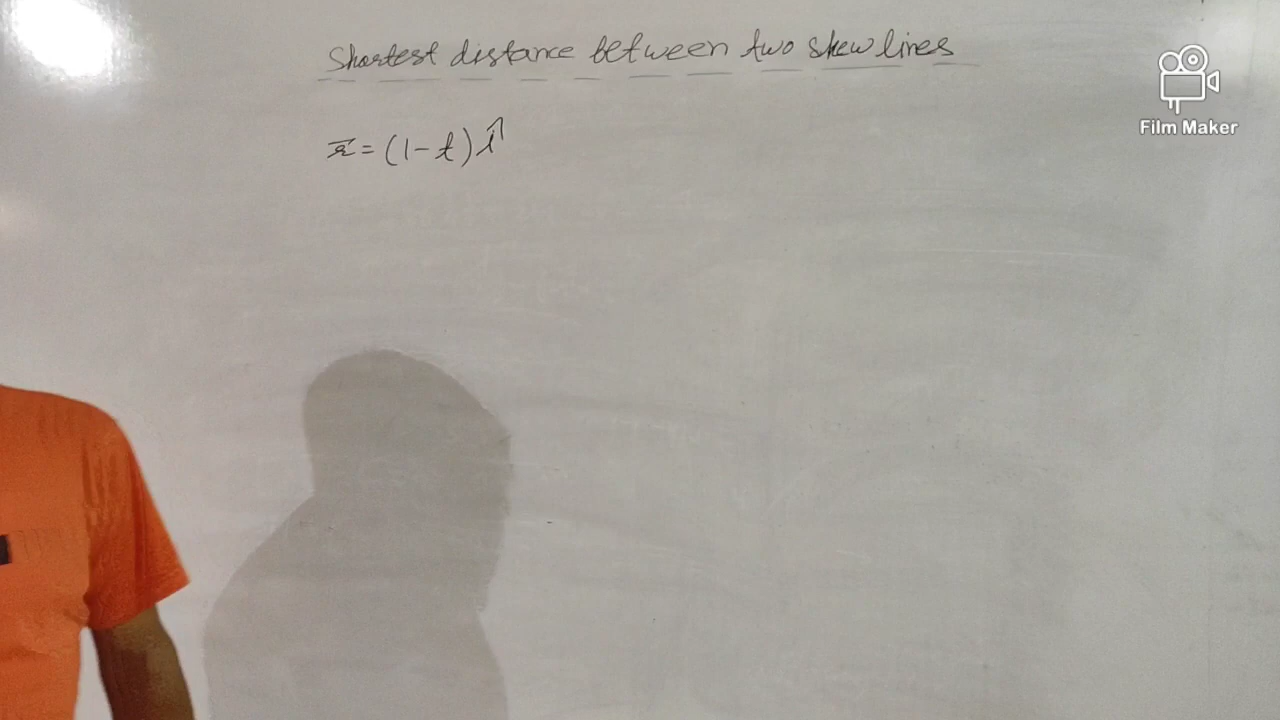 Shortest distance between two skew lines
r̄ = (1-t) î
Film Maker